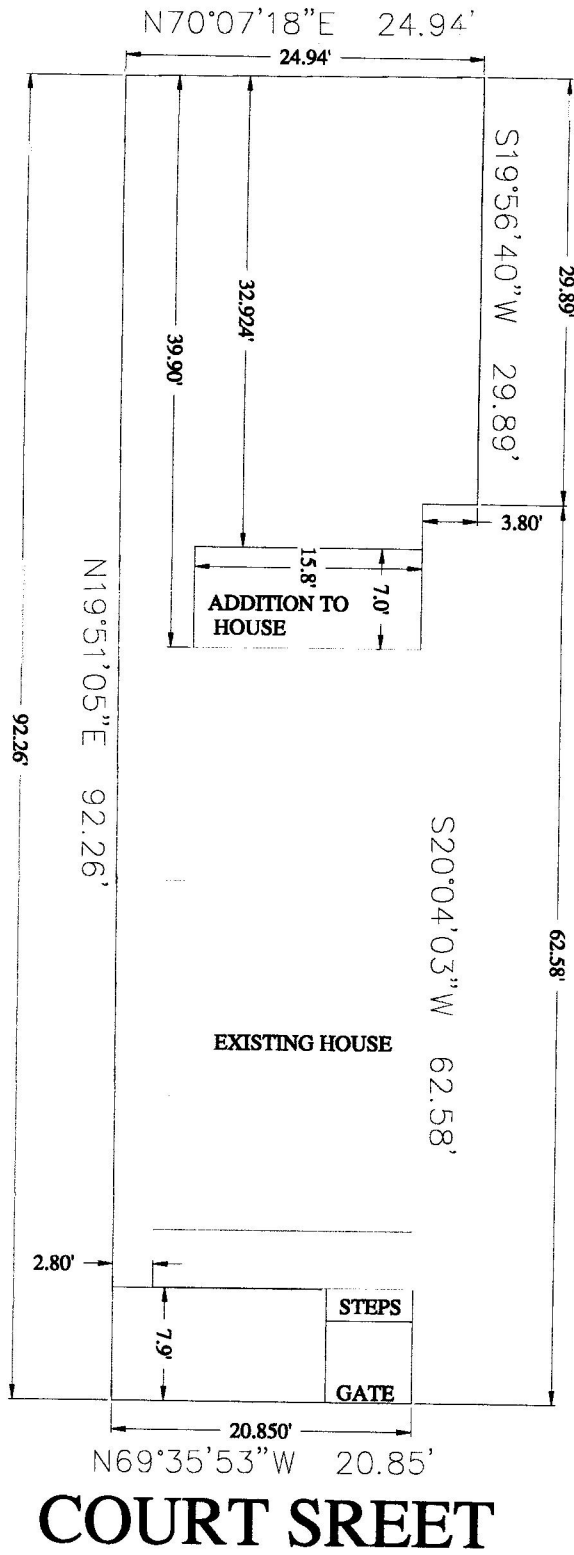 N70°07'18"E 24.94'
24.94'
S19°56'40"W 29.89'
29.89'
32.924'
39.90'
3.80'
15.8'
7.0'
ADDITION TO
HOUSE
N19°51'05"E 92.26'
92.26'
S20°04'03"W 62.58'
62.58'
EXISTING HOUSE
2.80'
STEPS
7.9'
GATE
20.850'
N69°35'53"W 20.85'
COURT SREET